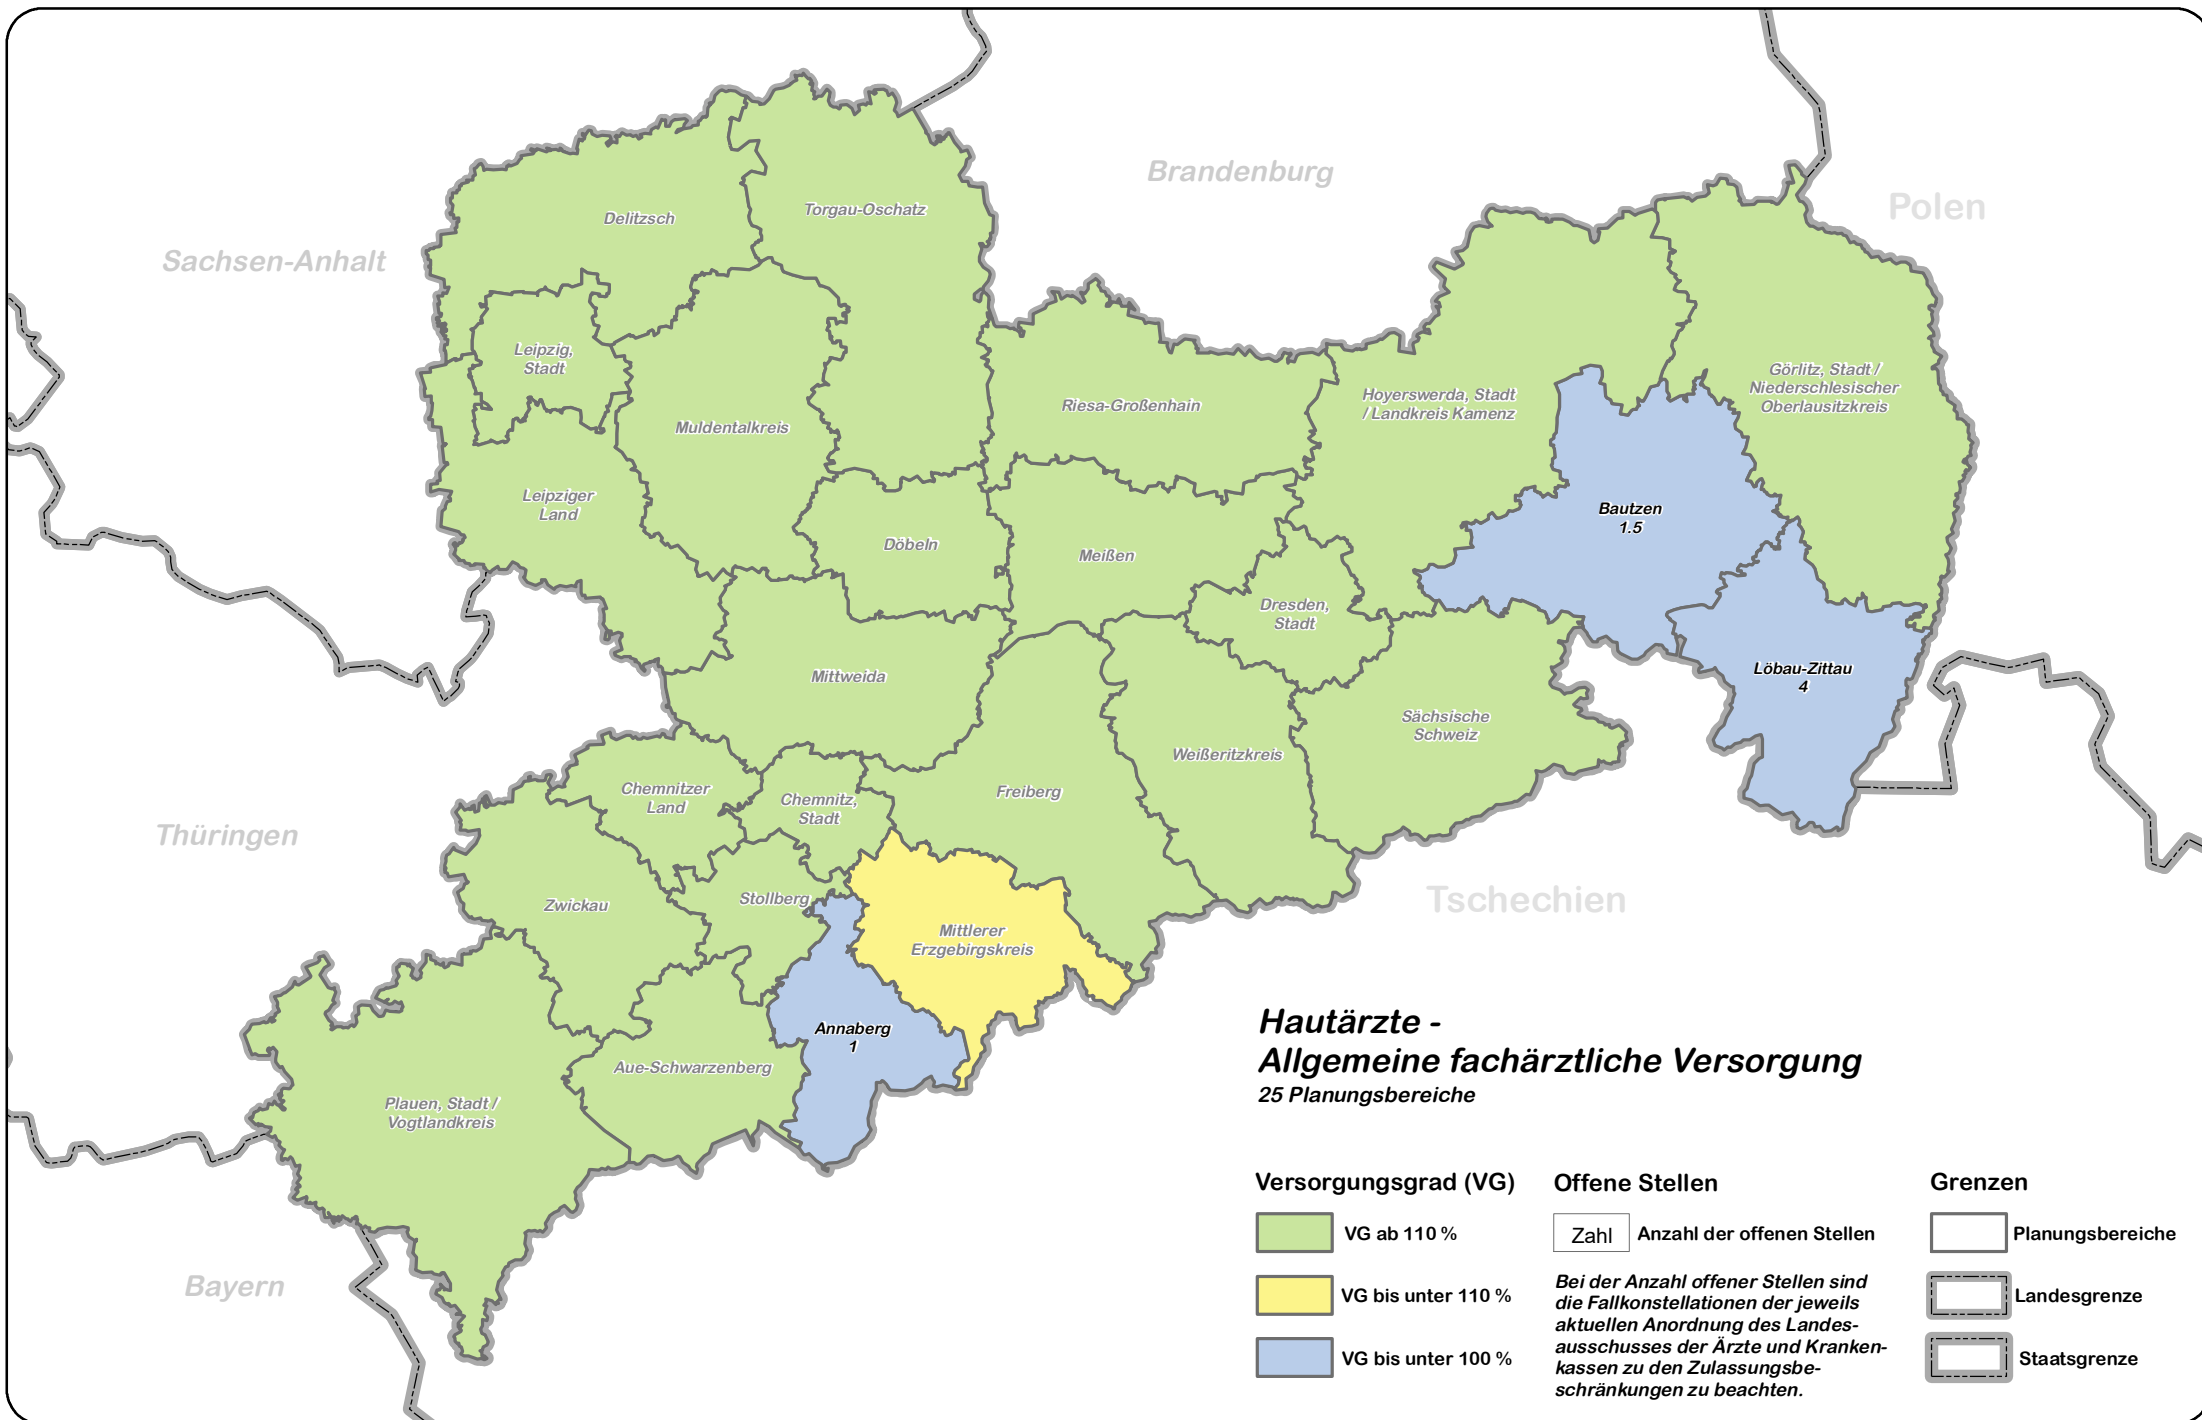 Brandenburg
Polen
Sachsen-Anhalt
Thüringen
Bayern
Tschechien
Delitzsch
Torgau-Oschatz
Leipzig,
Stadt
Muldentalkreis
Riesa-Großenhain
Hoyerswerda, Stadt
/ Landkreis Kamenz
Görlitz, Stadt /
Niederschlesischer
Oberlausitzkreis
Leipziger
Land
Döbeln
Meißen
Bautzen
1.5
Dresden,
Stadt
Löbau-Zittau
4
Mittweida
Sächsische
Schweiz
Weißeritzkreis
Chemnitzer
Land
Chemnitz,
Stadt
Freiberg
Zwickau
Stollberg
Mittlerer
Erzgebirgskreis
Annaberg
1
Aue-Schwarzenberg
Plauen, Stadt /
Vogtlandkreis
Hautärzte -
Allgemeine fachärztliche Versorgung
25 Planungsbereiche
Versorgungsgrad (VG)
VG ab 110 %
VG bis unter 110 %
VG bis unter 100 %
Offene Stellen
Zahl Anzahl der offenen Stellen
Bei der Anzahl offener Stellen sind
die Fallkonstellationen der jeweils
aktuellen Anordnung des Landes-
ausschusses der Ärzte und Kranken-
kassen zu den Zulassungsbe-
schränkungen zu beachten.
Grenzen
Planungsbereiche
Landesgrenze
Staatsgrenze